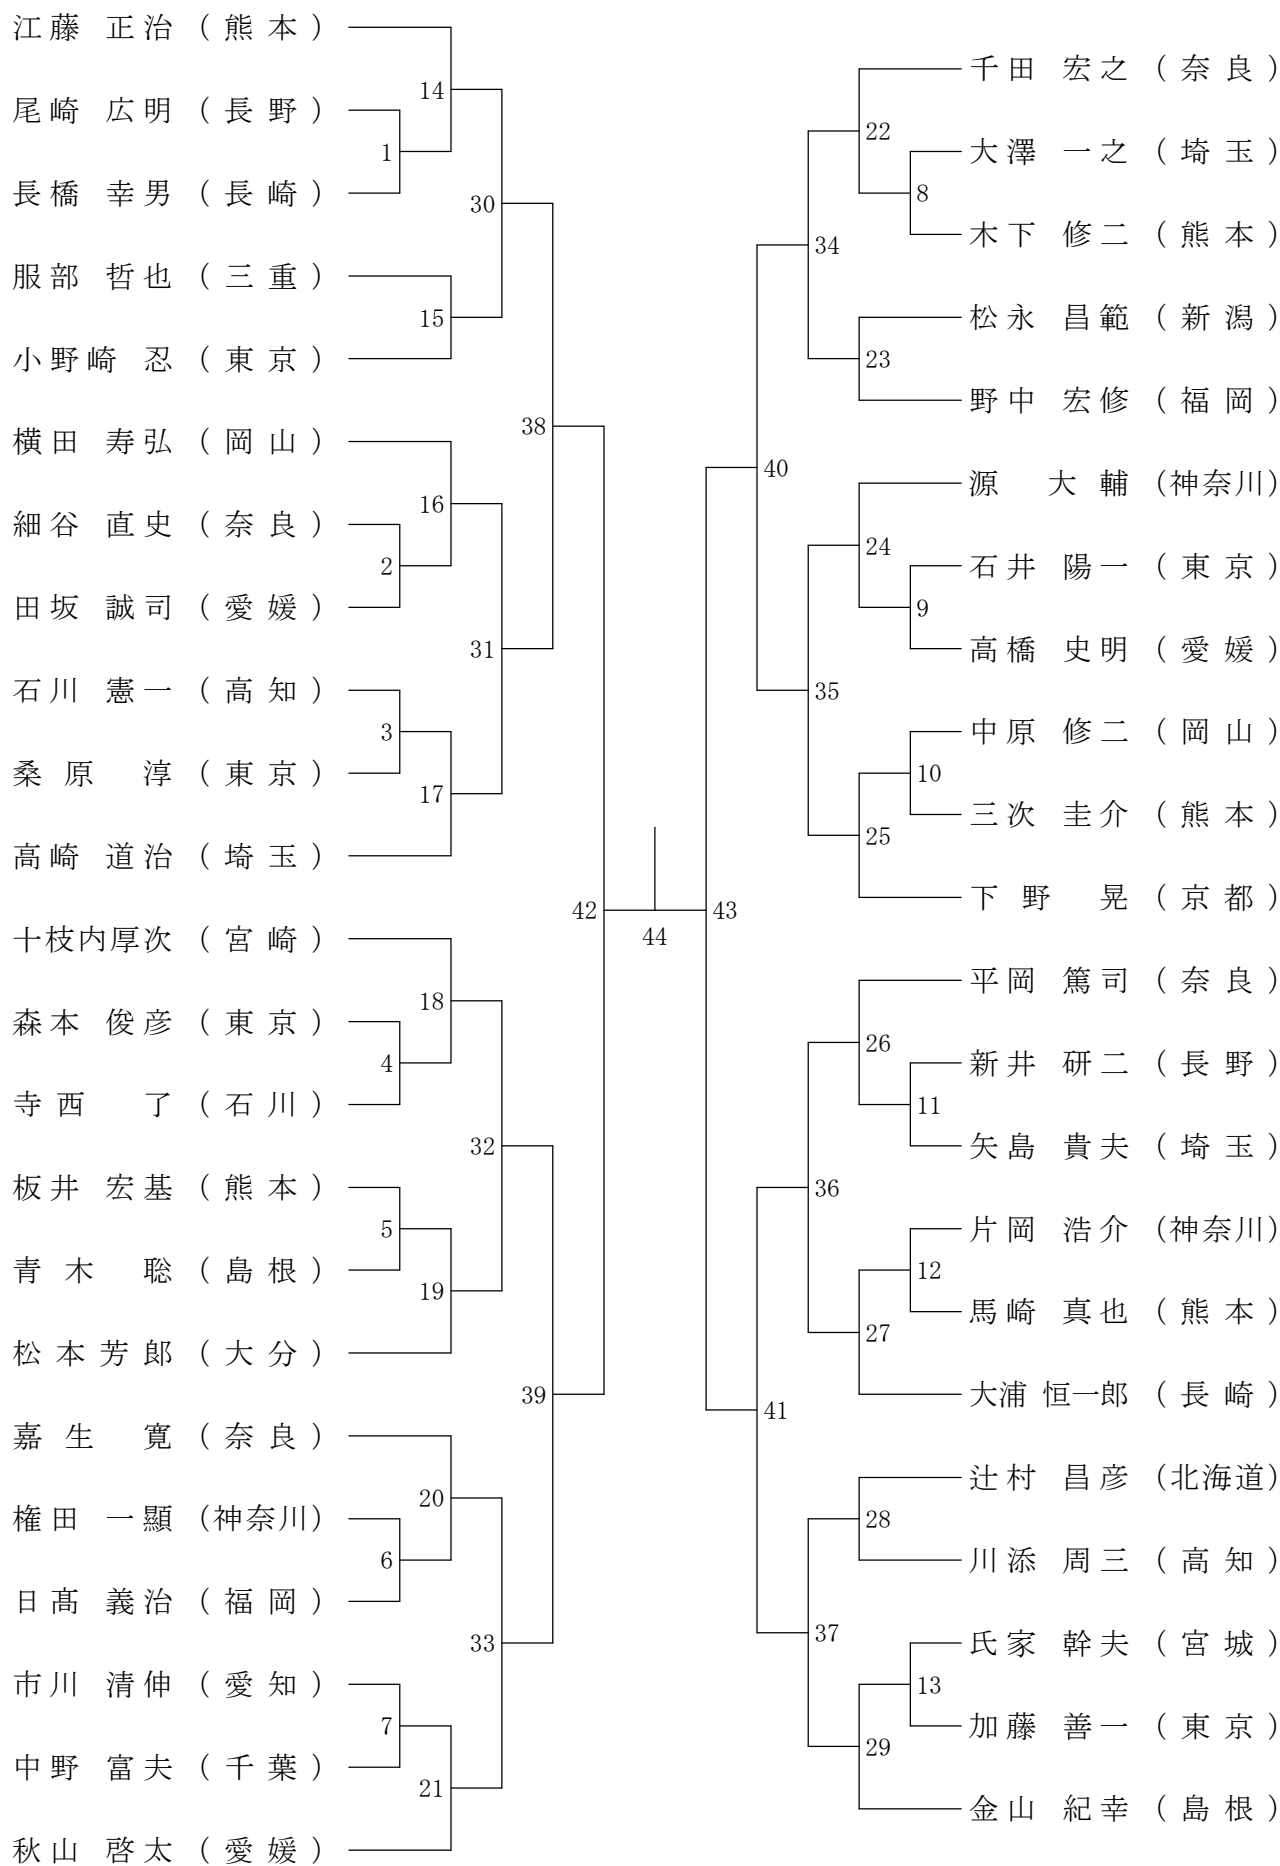 江藤 正治 (熊本)
尾崎 広明 (長野)
長橋 幸男 (長崎)
服部 哲也 (三重)
小野崎 忍 (東京)
横田 寿弘 (岡山)
細谷 直史 (奈良)
田坂 誠司 (愛媛)
石川 憲一 (高知)
桑原 淳 (東京)
高崎 道治 (埼玉)
十枝内厚次 (宮崎)
森本 俊彦 (東京)
寺西 了 (石川)
板井 宏基 (熊本)
青木 聡 (島根)
松本芳郎 (大分)
嘉生 寛 (奈良)
権田 一顯 (神奈川)
日髙 義治 (福岡)
市川 清伸 (愛知)
中野 富夫 (千葉)
秋山 啓太 (愛媛)
1
2
3
4
5
6
7
14
15
16
17
18
19
20
21
30
31
32
33
38
39
42
44
43
40
41
34
35
36
37
22
23
24
25
26
27
28
29
8
9
10
11
12
13
千田 宏之 (奈良)
大澤 一之 (埼玉)
木下 修二 (熊本)
松永 昌範 (新潟)
野中 宏修 (福岡)
源 大輔 (神奈川)
石井 陽一 (東京)
高橋 史明 (愛媛)
中原 修二 (岡山)
三次 圭介 (熊本)
下野 晃 (京都)
平岡 篤司 (奈良)
新井 研二 (長野)
矢島 貴夫 (埼玉)
片岡 浩介 (神奈川)
馬崎 真也 (熊本)
大浦 恒一郎 (長崎)
辻村 昌彦 (北海道)
川添 周三 (高知)
氏家 幹夫 (宮城)
加藤 善一 (東京)
金山 紀幸 (島根)